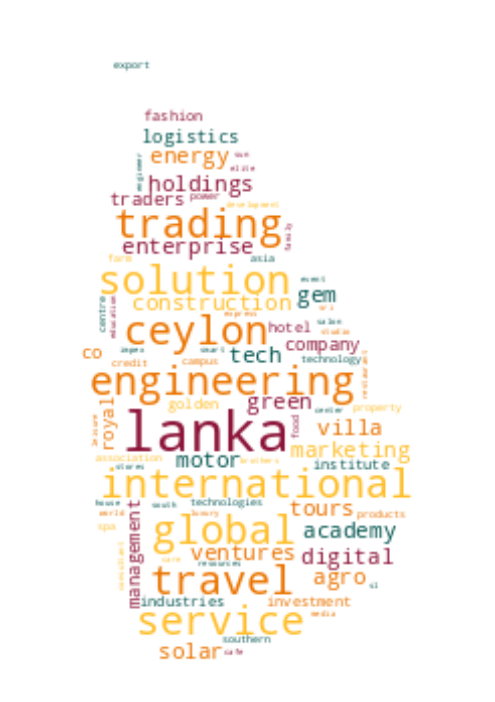 export
fashion
logistics
energy sun
engineer elite
holdings
traders power
development
trading
family
enterprise
farm asia
solution event
construction gem
centre education
express sri
ceylon salon
hotel studio
co impex smart tech company
credit campus technology
restaurant
engineering
golden green center property
royal leisure
lanka food villa
marketing
association motor brothers
stores institute
international
house south technologies tours
world luxury products
spa global academy
management
ventures digital
consultant care resources
travel agro sl
industries investment
service media
southern
solar cafe